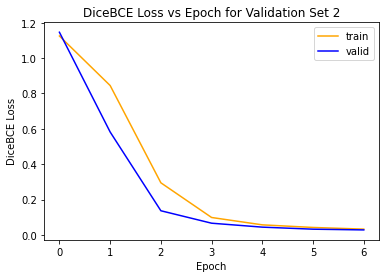 DiceBCE Loss vs Epoch for Validation Set 2
train
valid
DiceBCE Loss
1.2
1.0
0.8
0.6
0.4
0.2
0.0
0 1 2 3 4 5 6
Epoch